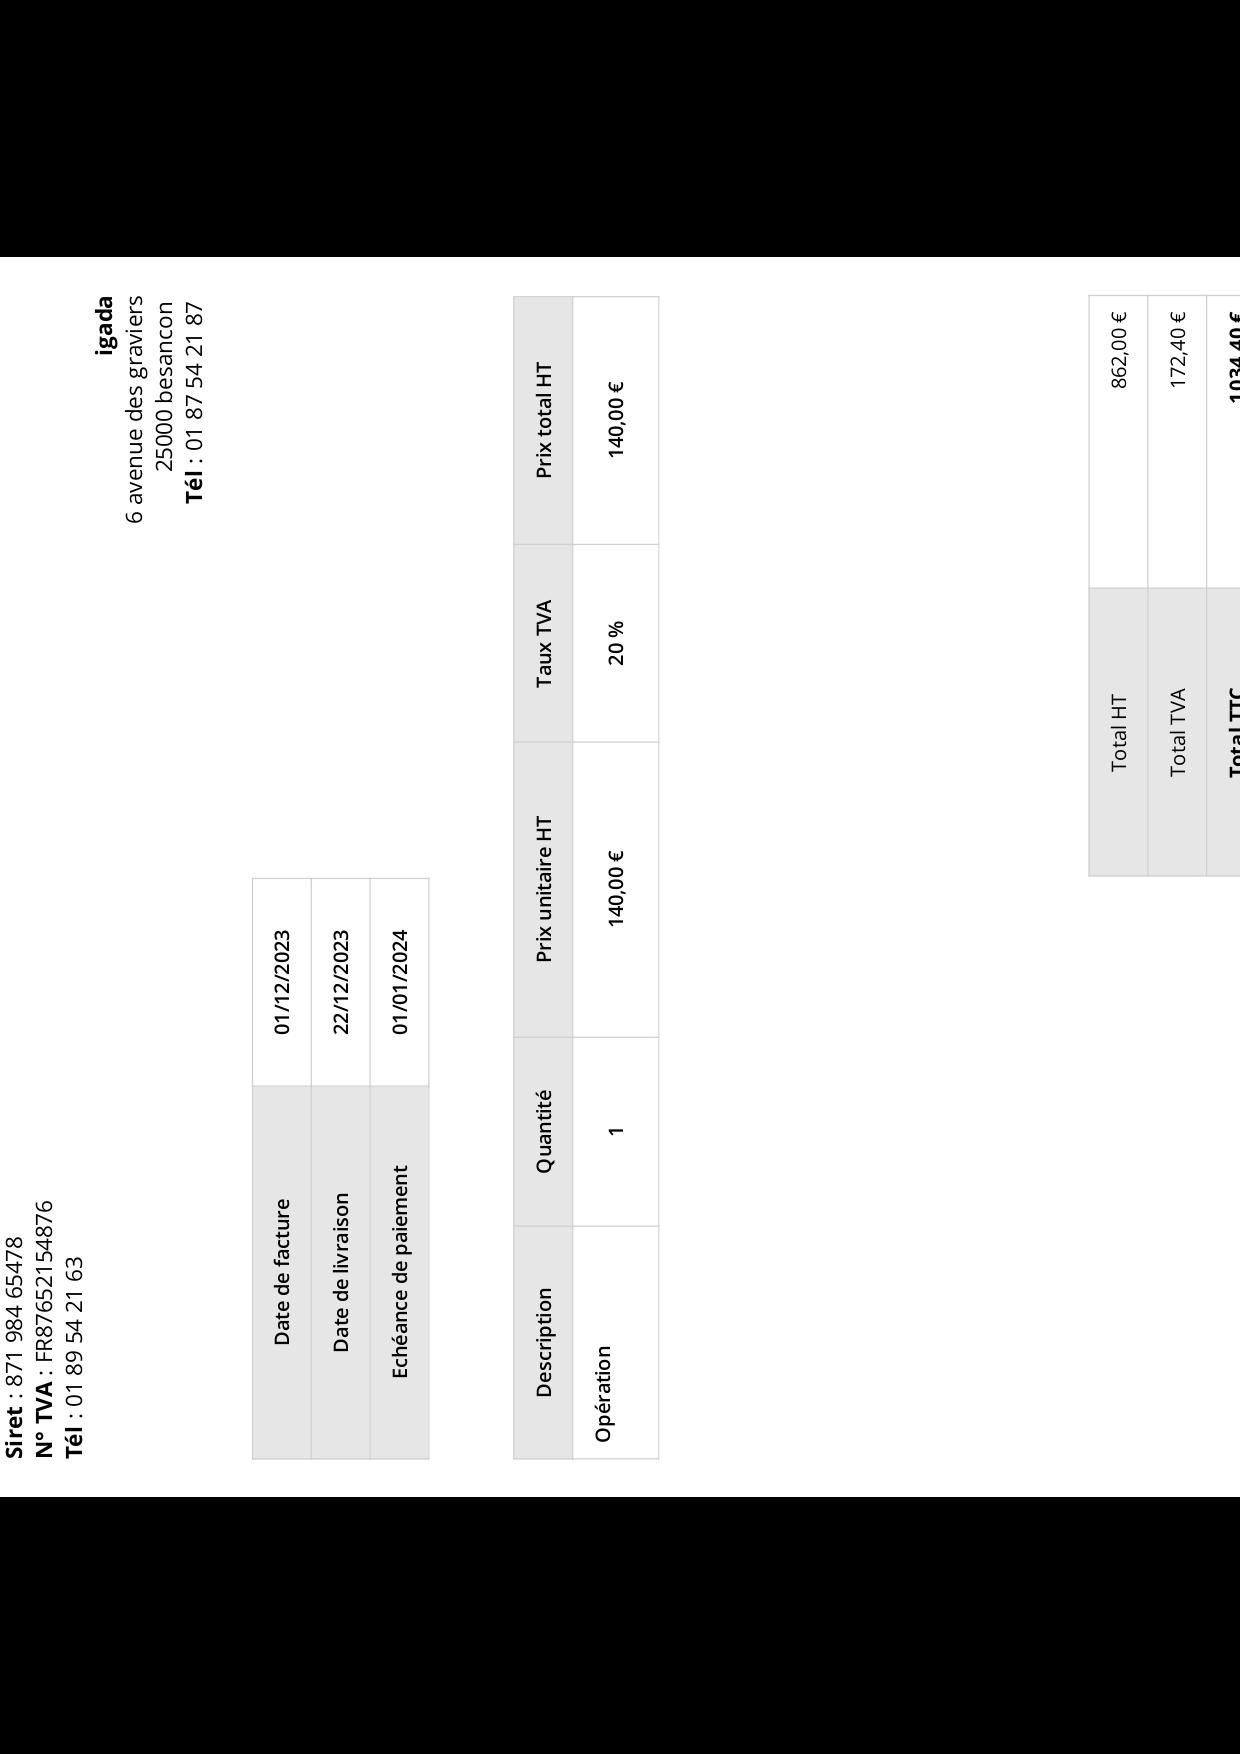 Siret : 871 984 65478
N° TVA : FR87652154876
Tél : 01 89 54 21 63
igada
6 avenue des graviers
25000 besancon
Tél : 01 87 54 21 87
Date de facture 01/12/2023
Date de livraison 22/12/2023
Echéance de paiement 01/01/2024
Description Quantité Prix unitaire HT Taux TVA Prix total HT
Opération 1 140,00 € 20 % 140,00 €
Total HT 862,00 €
Total TVA 172,40 €
Total TTC 1034,40 €